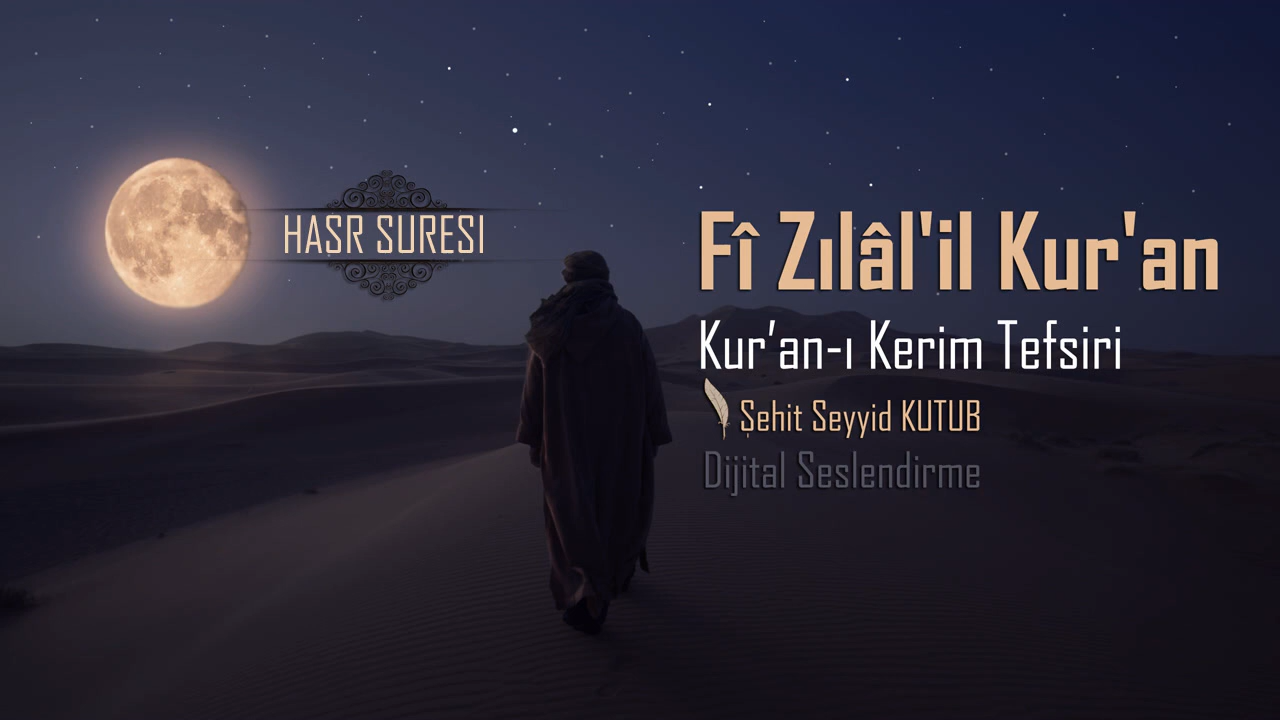 HAŞR SURESI
Fî Zılâl'il Kur'an
Kur'an-ı Kerim Tefsiri
Şehit Seyyid KUTUB
Dijital Seslendirme